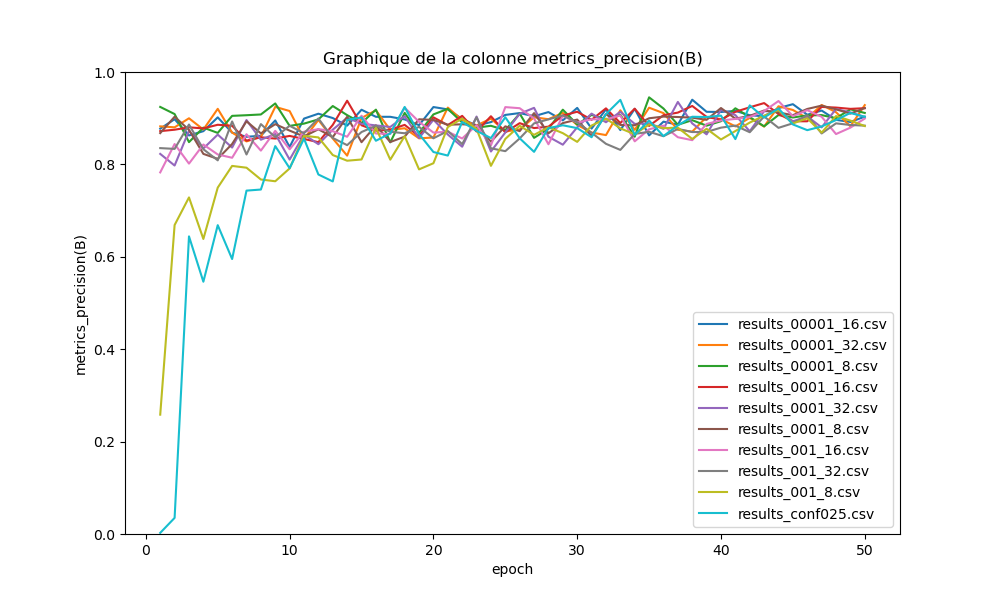 Graphique de la colonne metrics_precision(B)
1.0
0.8
0.6
0.4
0.2
0.0
metrics_precision(B)
0 10 20 30 40 50
epoch
results_00001_16.csv
results_00001_32.csv
results_00001_8.csv
results_0001_16.csv
results_0001_32.csv
results_0001_8.csv
results_001_16.csv
results_001_32.csv
results_001_8.csv
results_conf025.csv